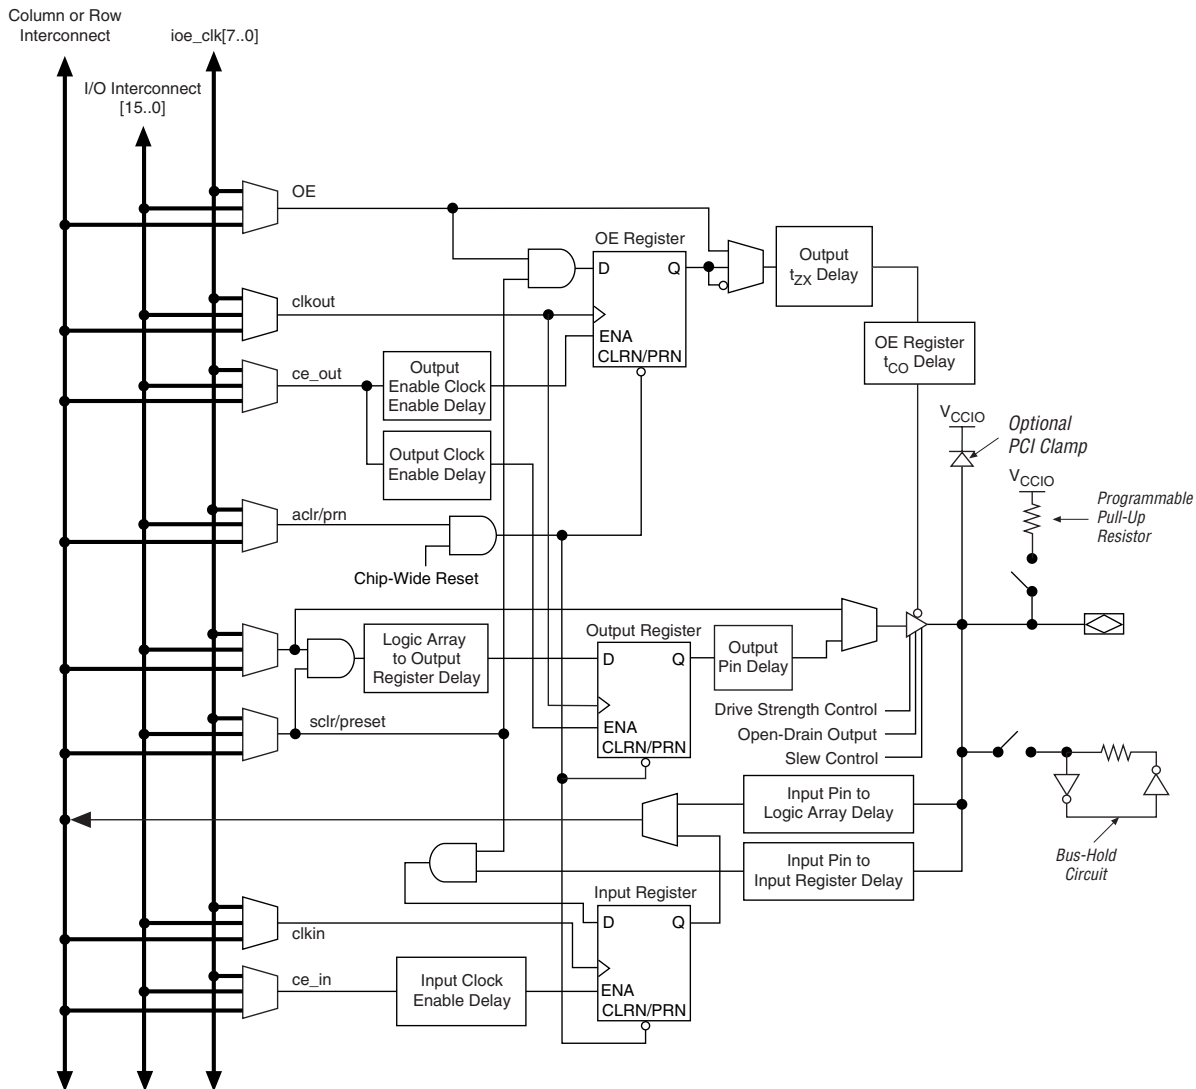 Column or Row
Interconnect
ioe_clk[7..0]
I/O Interconnect
[15..0]
OE
OE Register
D
Q
ENA
CLRN/PRN
Output
tZX Delay
clkout
OE Register
tCO Delay
ce_out
Output
Enable Clock
Enable Delay
Output Clock
Enable Delay
VCCIO
Optional
PCI Clamp
VCCIO
Programmable
Pull-Up
Resistor
aclr/prn
Chip-Wide Reset
Logic Array
to Output
Register Delay
Output Register
D
Q
ENA
CLRN/PRN
Output
Pin Delay
sclr/preset
Drive Strength Control
Open-Drain Output
Slew Control
Input Pin to
Logic Array Delay
Input Pin to
Input Register Delay
Bus-Hold
Circuit
Input Register
D
Q
ENA
CLRN/PRN
clkin
ce_in
Input Clock
Enable Delay